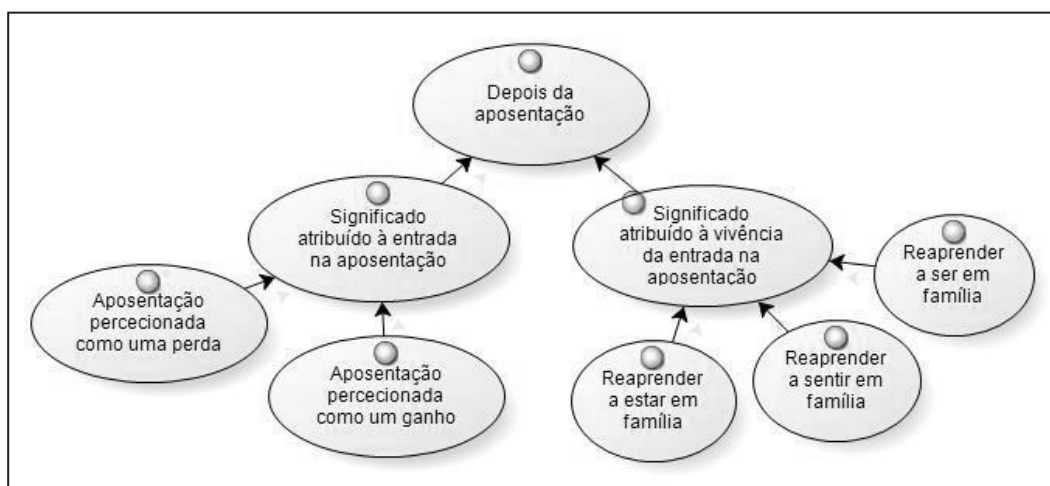 Depois da
aposentação
Significado
atribuído à entrada
na aposentação
Significado
atribuído à vivência
da entrada na
aposentação
Reaprender
a ser em
família
Aposentação
percecionada
como uma perda
Aposentação
percecionada
como um ganho
Reaprender
a estar em
família
Reaprender
a sentir em
família